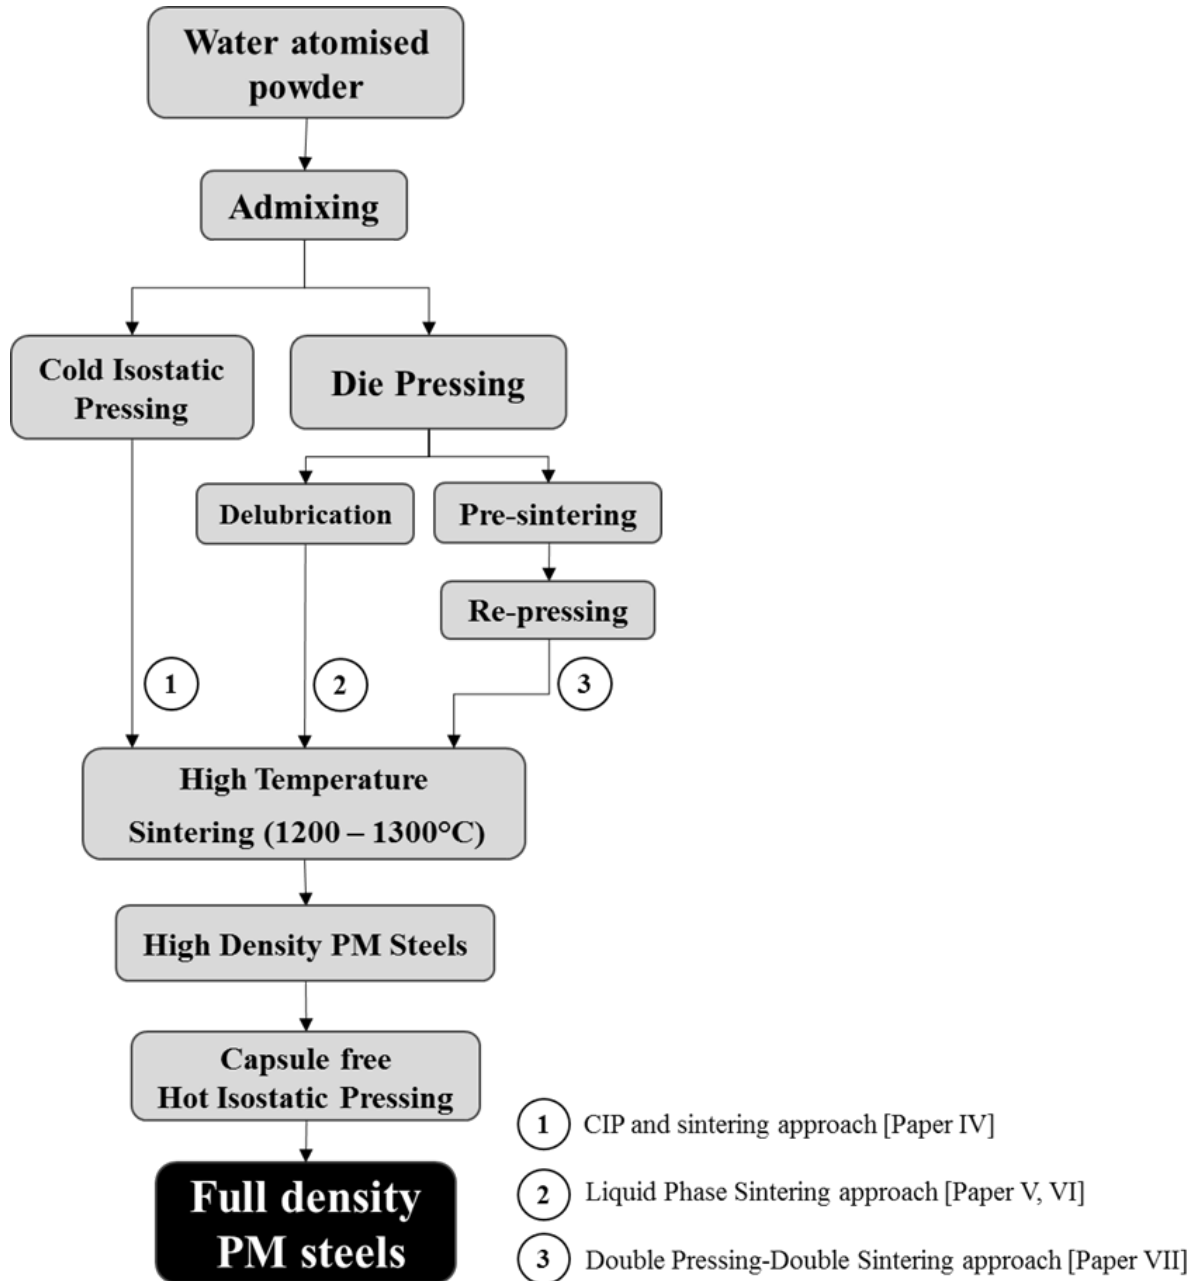 Water atomised
powder
Admixing
Cold Isostatic
Pressing
Die Pressing
Delubrication
Pre-sintering
Re-pressing
1
2
3
High Temperature
Sintering (1200 – 1300°C)
High Density PM Steels
Capsule free
Hot Isostatic Pressing
Full density
PM steels
1 CIP and sintering approach [Paper IV]
2 Liquid Phase Sintering approach [Paper V, VI]
3 Double Pressing-Double Sintering approach [Paper VII]